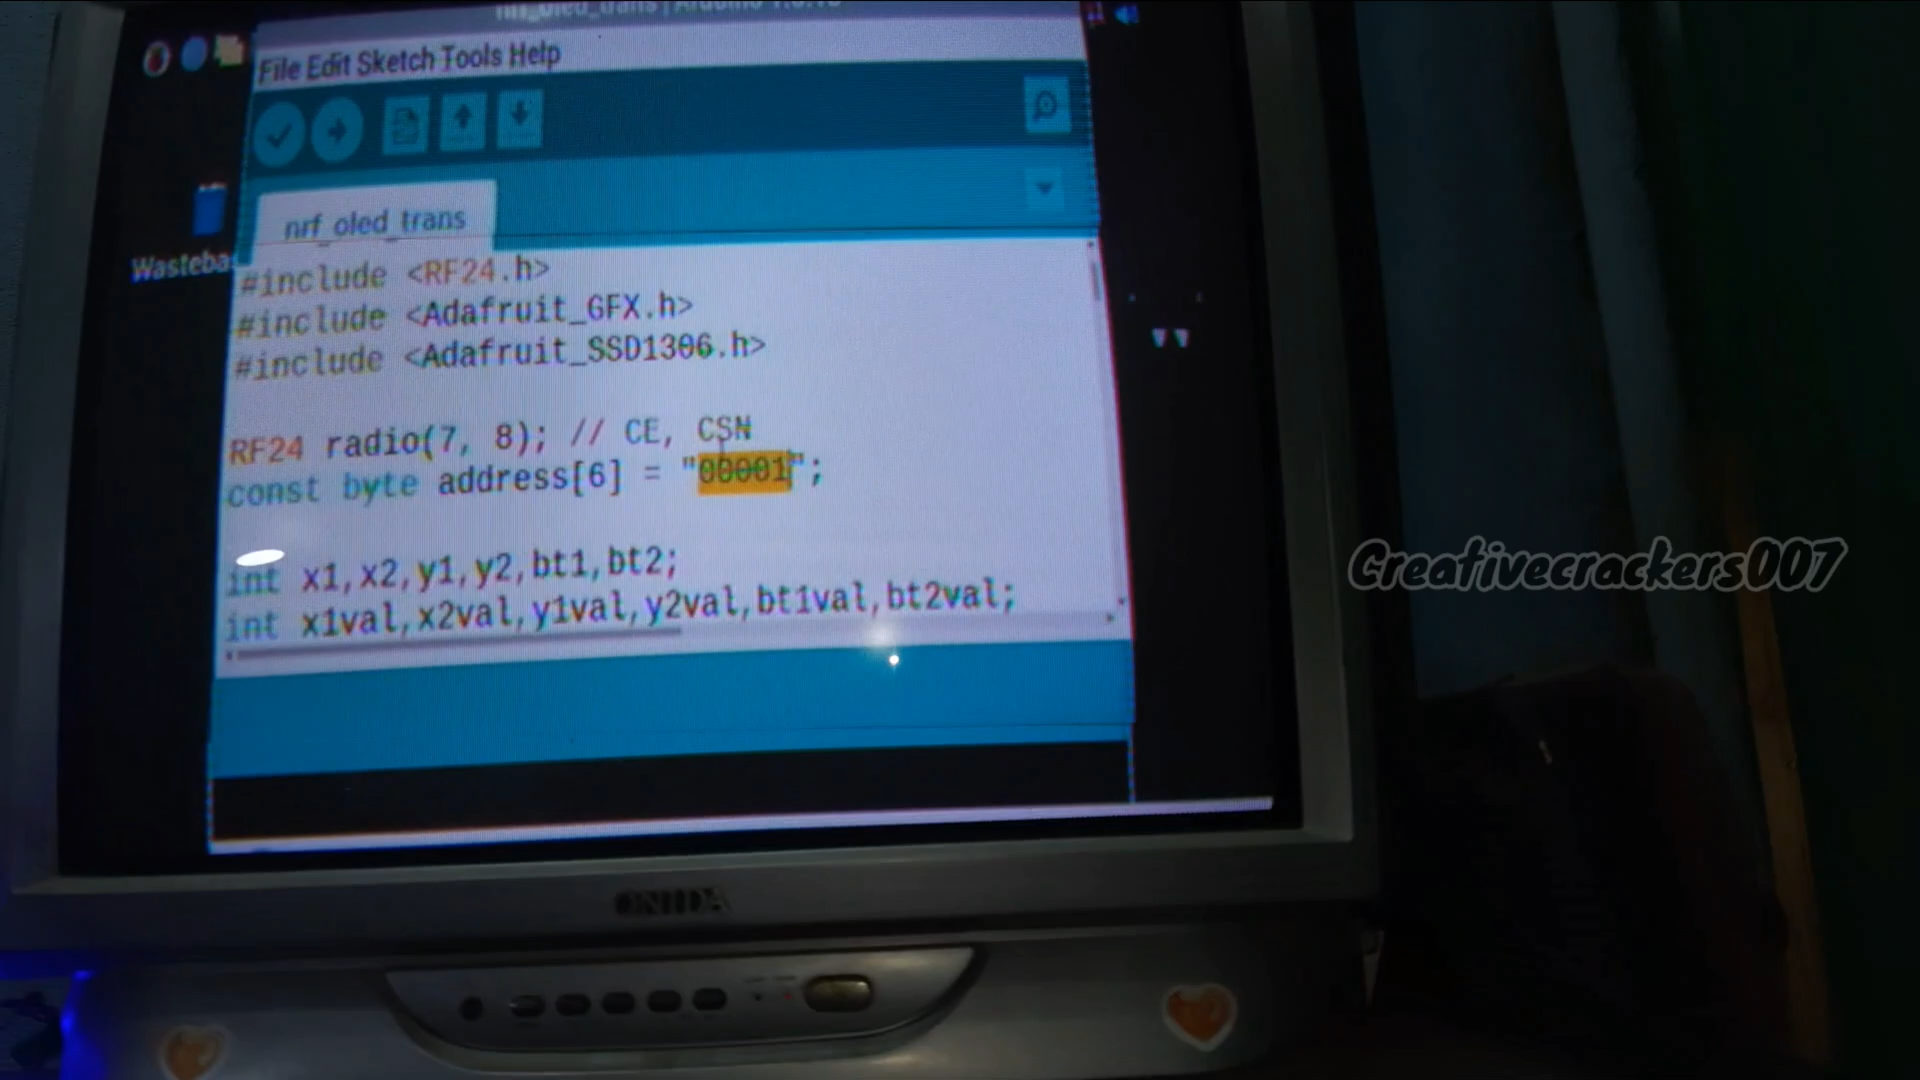 nrf_oled_trans | Arduino
File Edit Sketch Tools Help
nrf_oled_trans
Wasteba
#include <RF24.h>
#include <Adafruit_GFX.h>
#include <Adafruit_SSD1306.h>
RF24 radio(7, 8); // CE, CSN
const byte address[6] = "00001";
int x1,x2,y1,y2,bt1,bt2;
int x1val,x2val,y1val,y2val,bt1val,bt2val;
Creativecrackers007
ONIDA